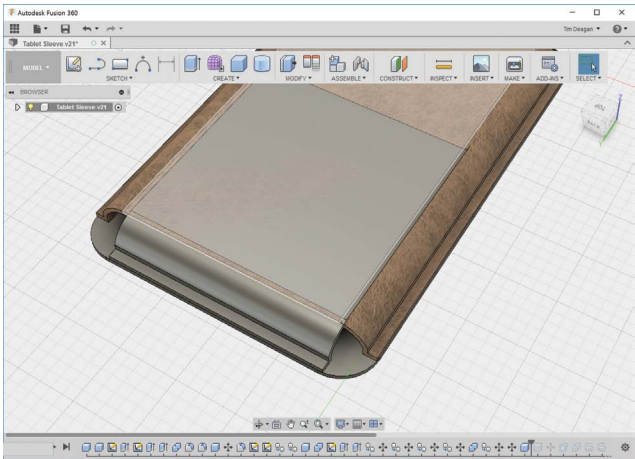 Autodesk Fusion 360
Tim Deagan
Tablet Sleeve v21*
MODEL
SKETCH CREATE MODIFY ASSEMBLE CONSTRUCT INSPECT INSERT MAKE ADD-INS SELECT
BROWSER
Tablet Sleeve v21